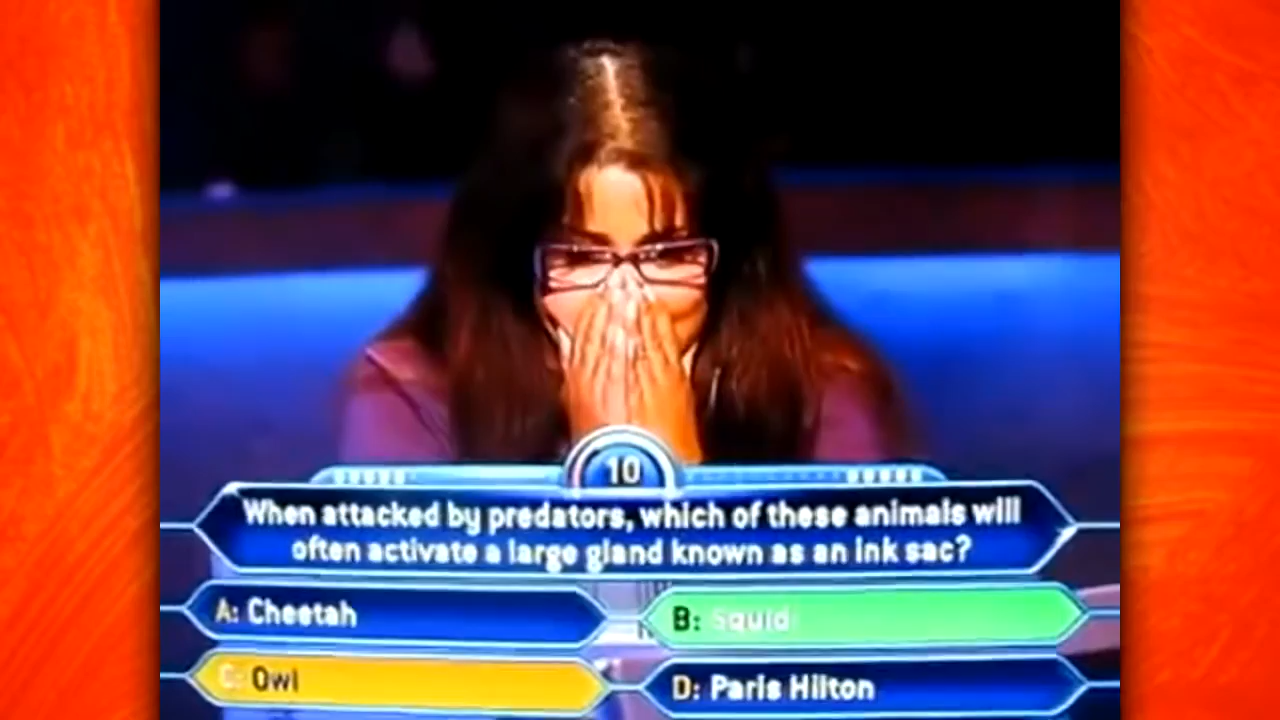 10
When attacked by predators, which of these animals will
often activate a large gland known as an ink sac?
A: Cheetah
B: Squid
C: Owl
D: Paris Hilton